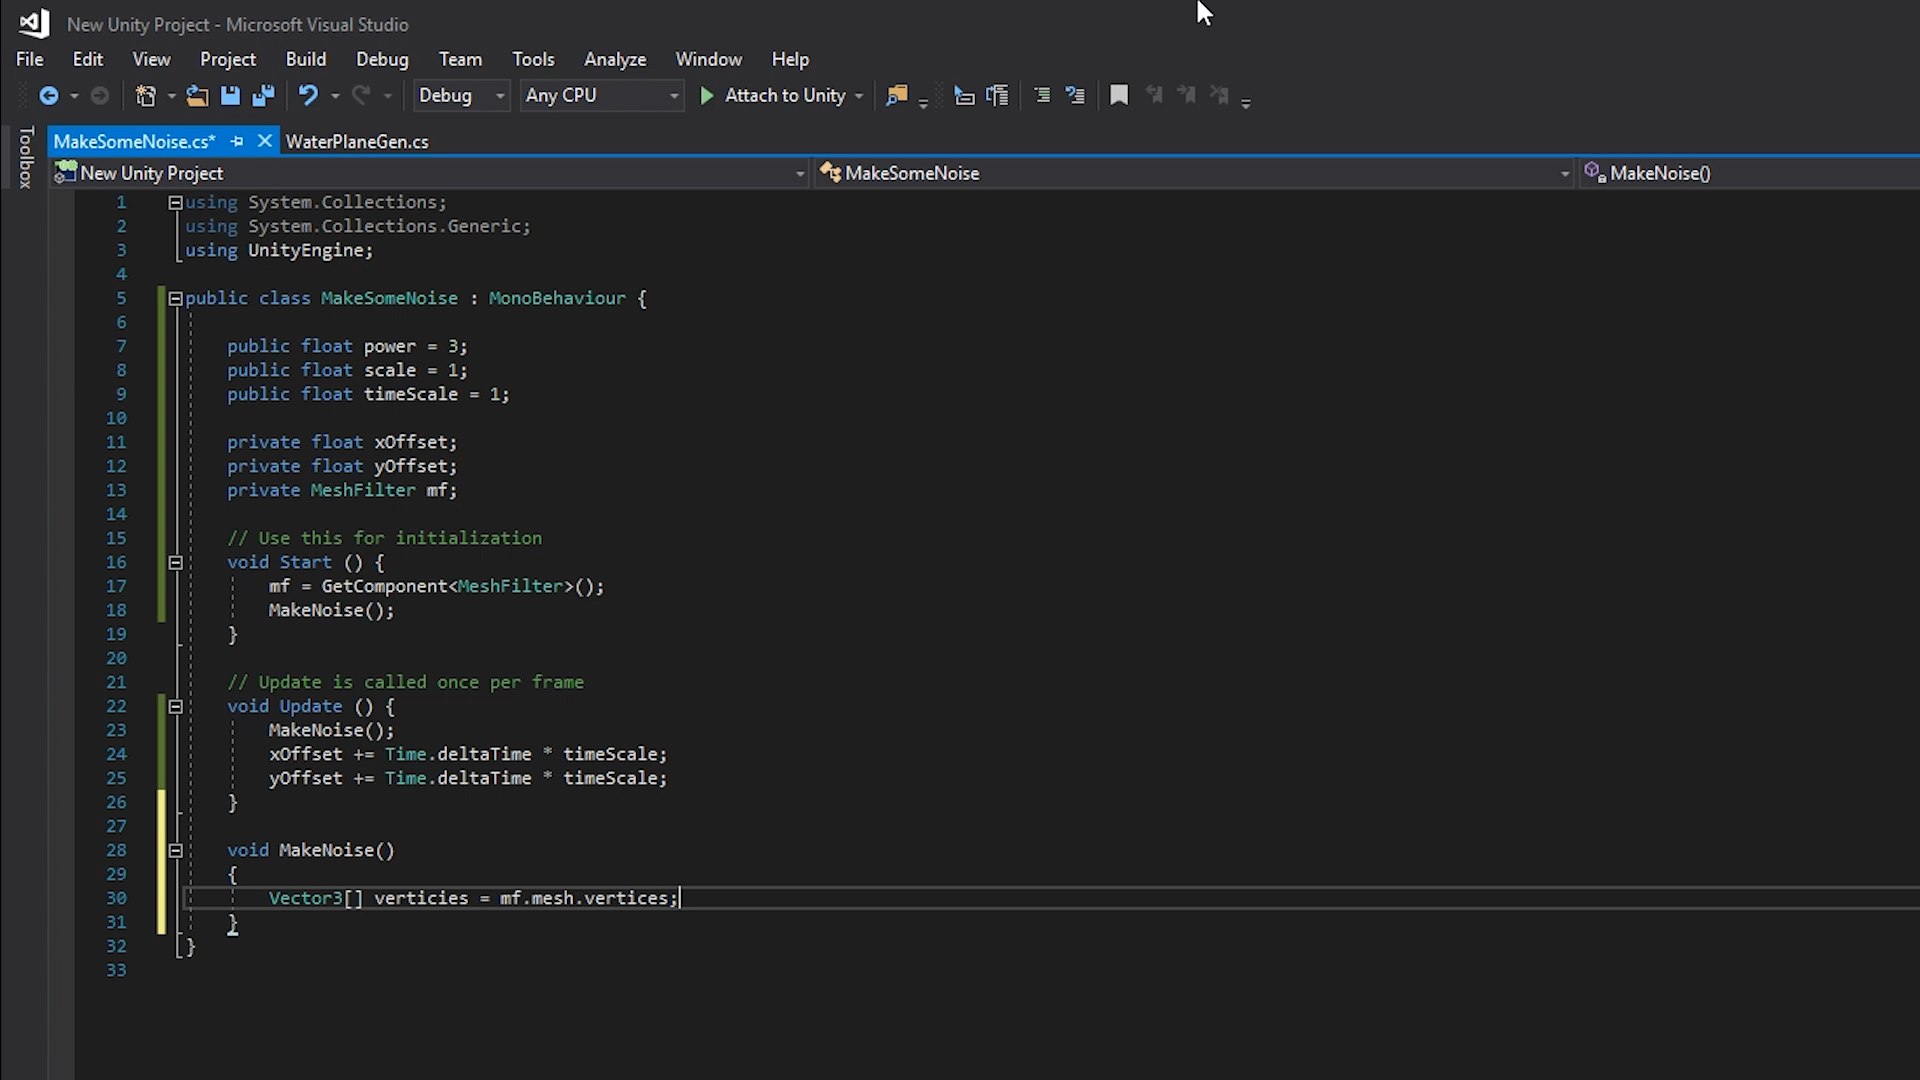 New Unity Project - Microsoft Visual Studio
File Edit View Project Build Debug Team Tools Analyze Window Help
Debug Any CPU Attach to Unity
Toolbox
MakeSomeNoise.cs* WaterPlaneGen.cs
New Unity Project MakeSomeNoise MakeNoise()
1 using System.Collections;
2 using System.Collections.Generic;
3 using UnityEngine;
4
5 public class MakeSomeNoise : MonoBehaviour {
6
7 public float power = 3;
8 public float scale = 1;
9 public float timeScale = 1;
10
11 private float xOffset;
12 private float yOffset;
13 private MeshFilter mf;
14
15 // Use this for initialization
16 void Start () {
17 mf = GetComponent<MeshFilter>();
18 MakeNoise();
19 }
20
21 // Update is called once per frame
22 void Update () {
23 MakeNoise();
24 xOffset += Time.deltaTime * timeScale;
25 yOffset += Time.deltaTime * timeScale;
26 }
27
28 void MakeNoise()
29 {
30 Vector3[] verticies = mf.mesh.vertices;
31 }
32 }
33